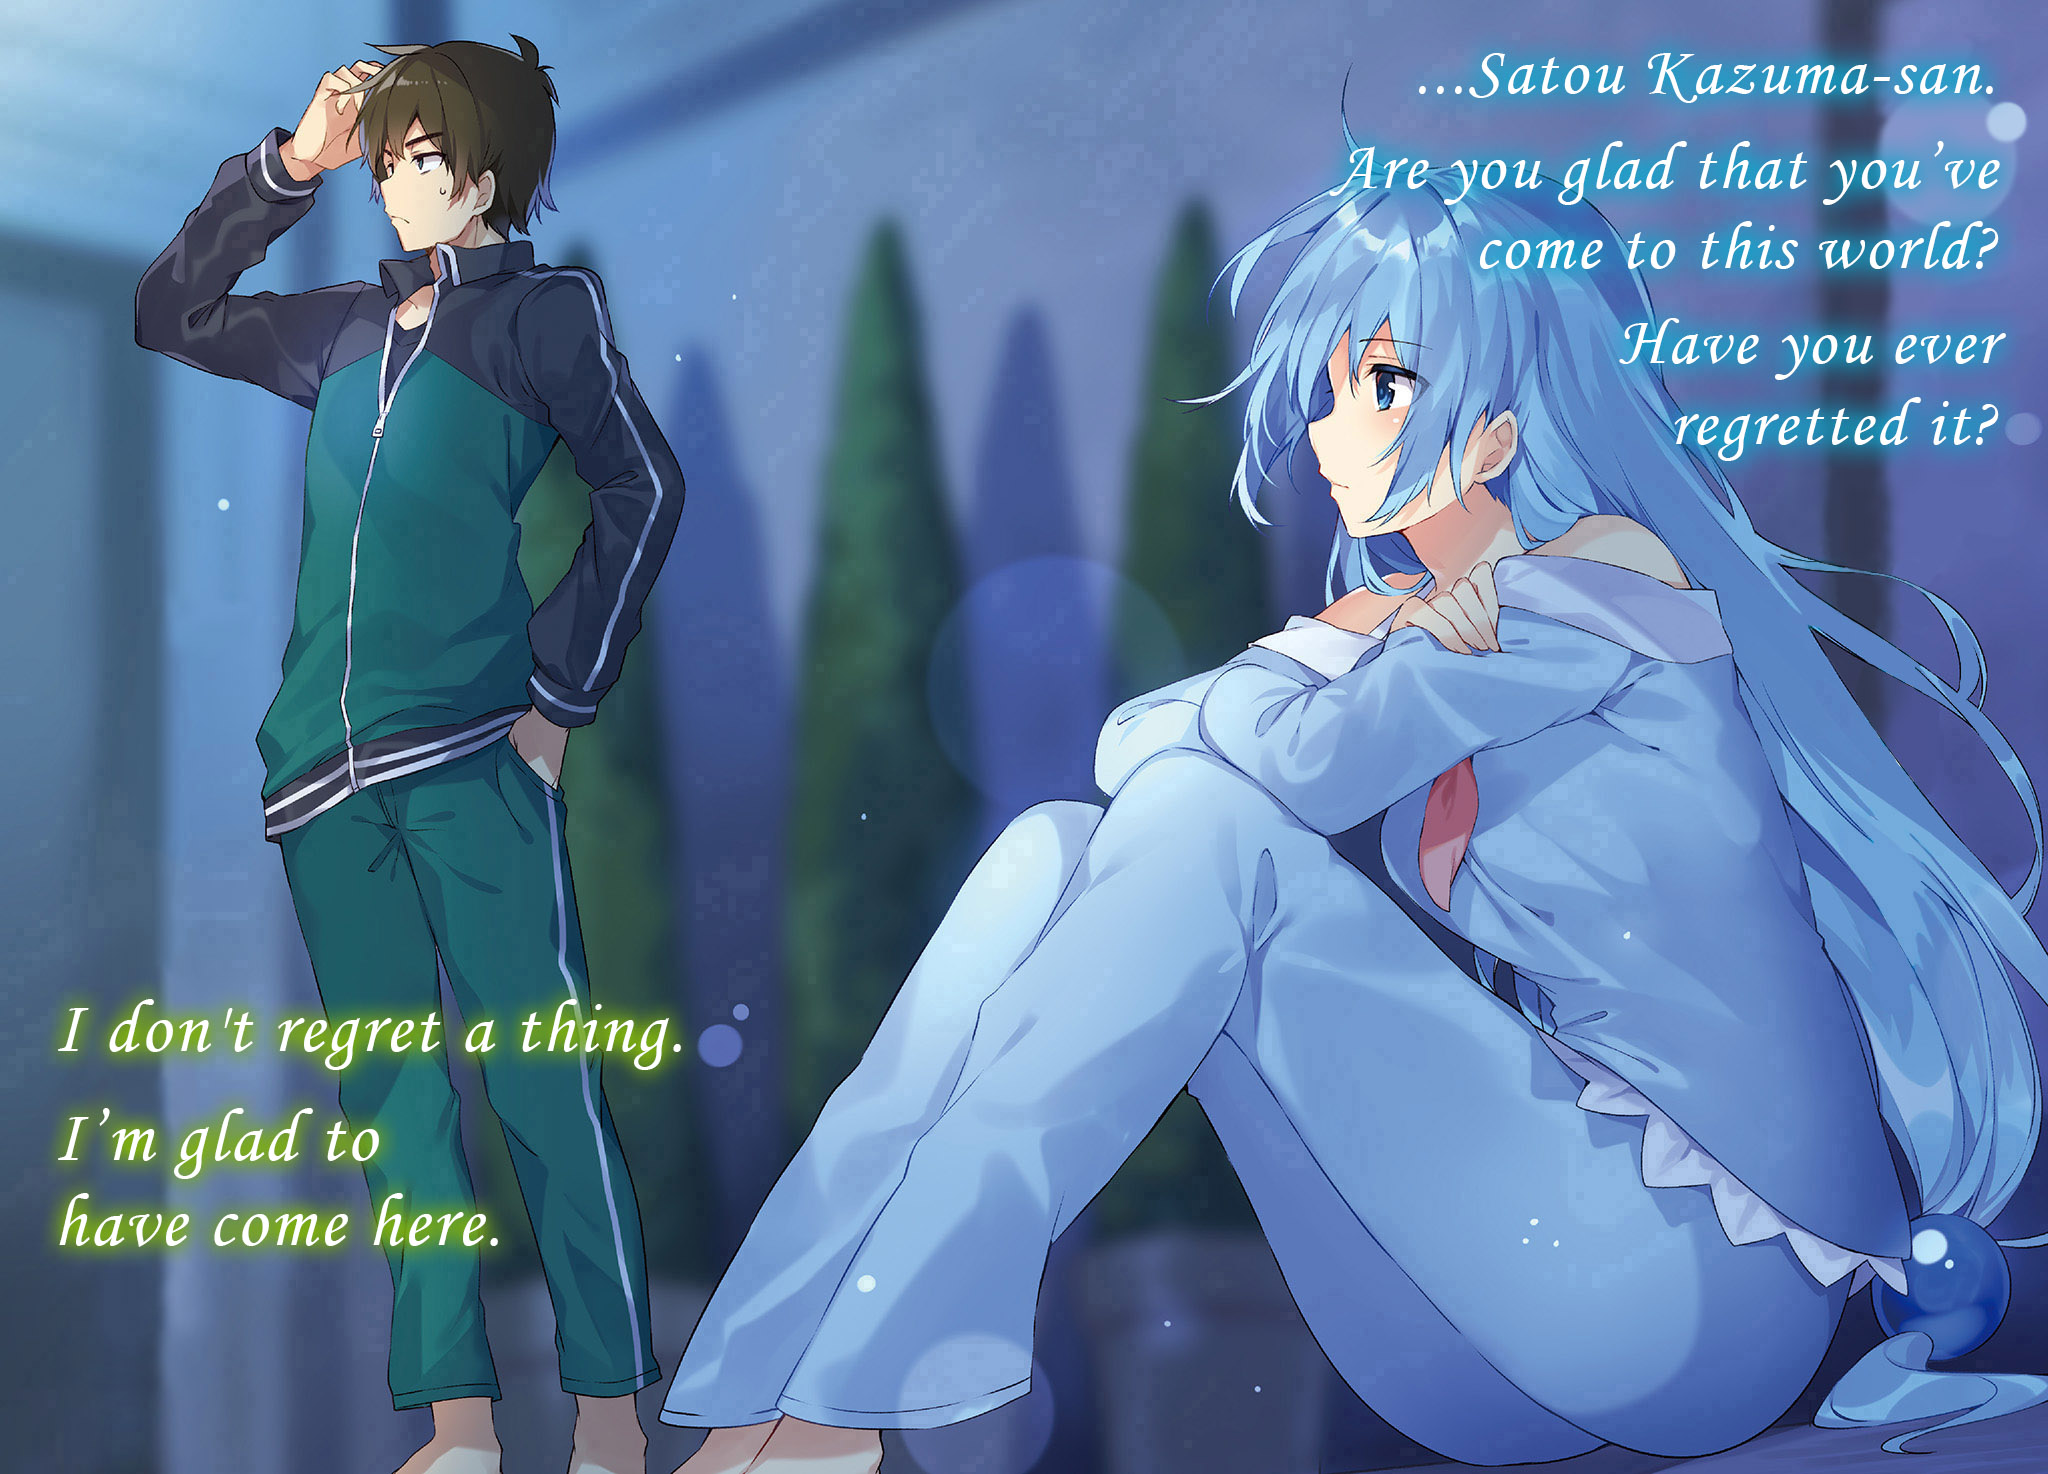 ...Satou Kazuma-san.
Are you glad that you've
come to this world?
Have you ever
regretted it?
I don't regret a thing.
I'm glad to
have come here.